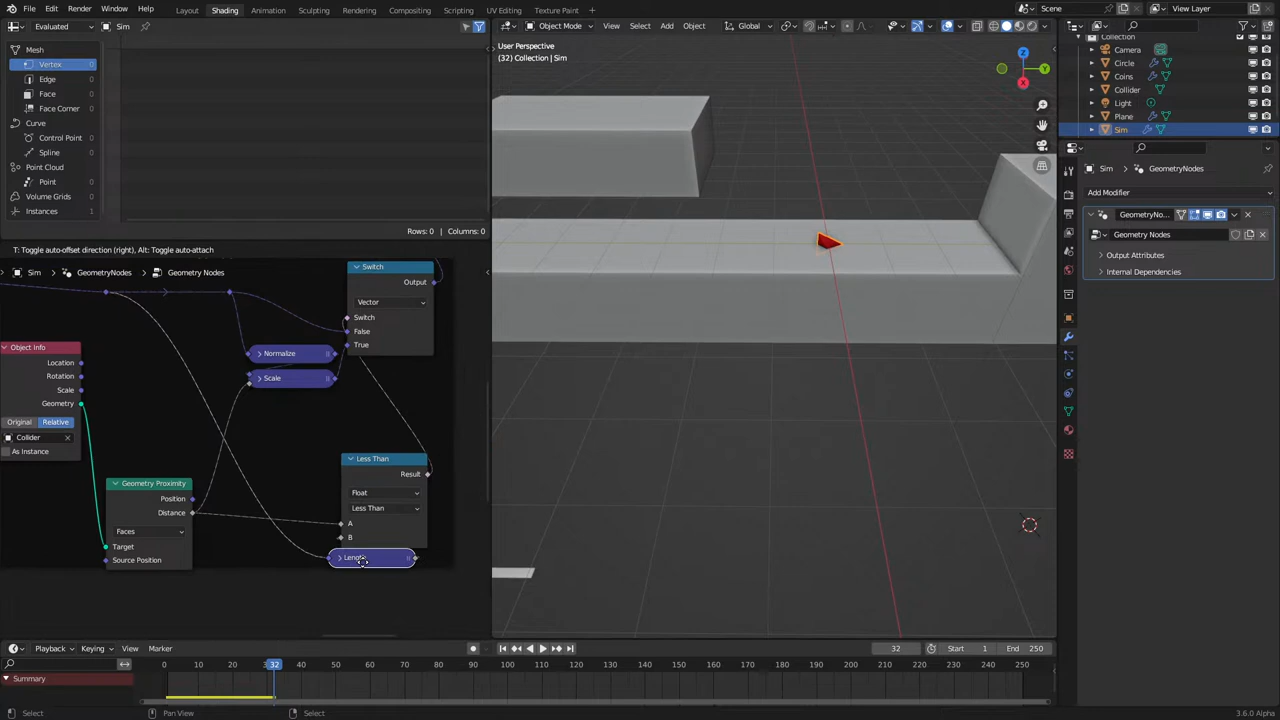 File Edit Render Window Help Layout Shading Animation Sculpting Rendering Compositing Scripting UV Editing Texture Paint Scene ViewLayer
Evaluated Sim
Object Mode View Select Add Object Global Options
Mesh
Vertex 0
Edge 0
Face 0
Face Corner 0
Curve
Control Point 0
Spline 0
Point Cloud
Point 0
Volume Grids 0
Instances 1
Rows: 0 | Columns: 0
T: Toggle auto-offset direction (right), Alt: Toggle auto-attach
Sim > GeometryNodes > Geometry Nodes
Switch
Output
Vector
Switch
False
True
Normalize
Scale
Object Info
Location
Rotation
Scale
Geometry
Original Relative
Collider
As Instance
Geometry Proximity
Position
Distance
Faces
Target
Source Position
Less Than
Result
Float
Less Than
A
B
User Perspective
(32) Collection | Sim
Z
Y
X
Collection
Camera
Circle
Coins
Collider
Light
Plane
Sim
Sim > GeometryNodes
Add Modifier
GeometryNo...
Geometry Nodes
Output Attributes
Internal Dependencies
Playback Keying View Marker
32 Start 1 End 250
0 10 20 32 40 50 60 70 80 90 100 110 120 130 140 150 160 170 180 190 200 210 220 230 240 250
Summary
Select Pan View Select 3.6.0 Alpha